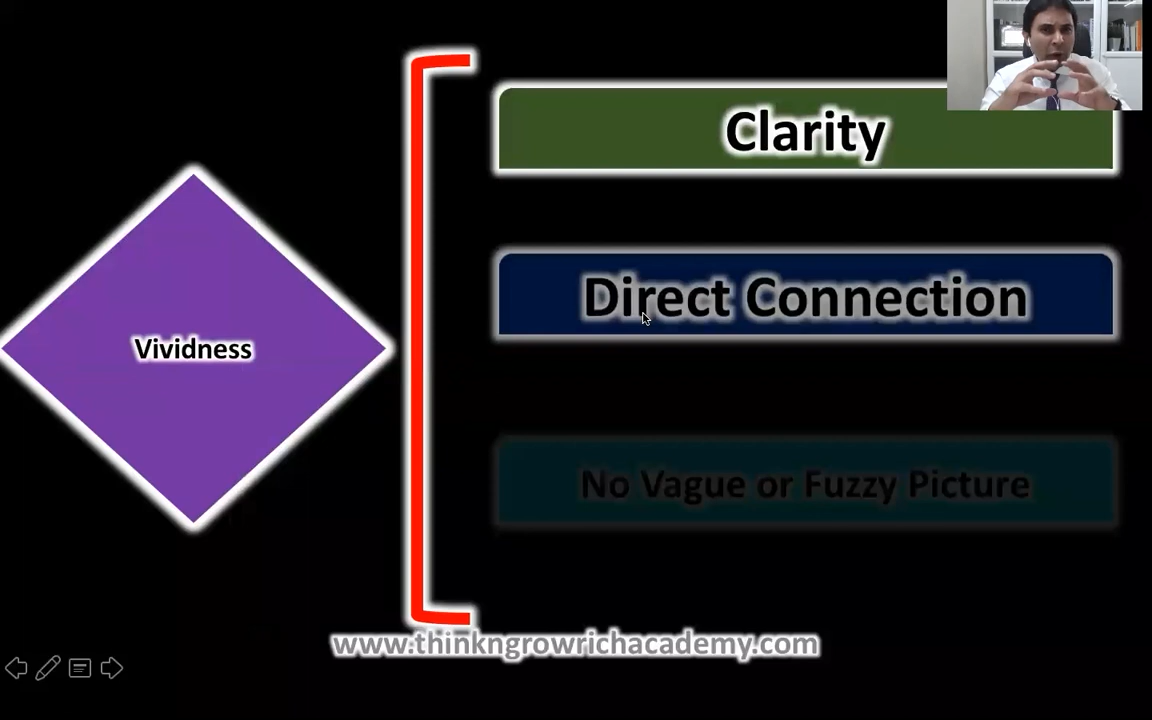 Clarity
Direct Connection
Vividness
No Vague or Fuzzy Picture
www.thinkngrowrichacademy.com